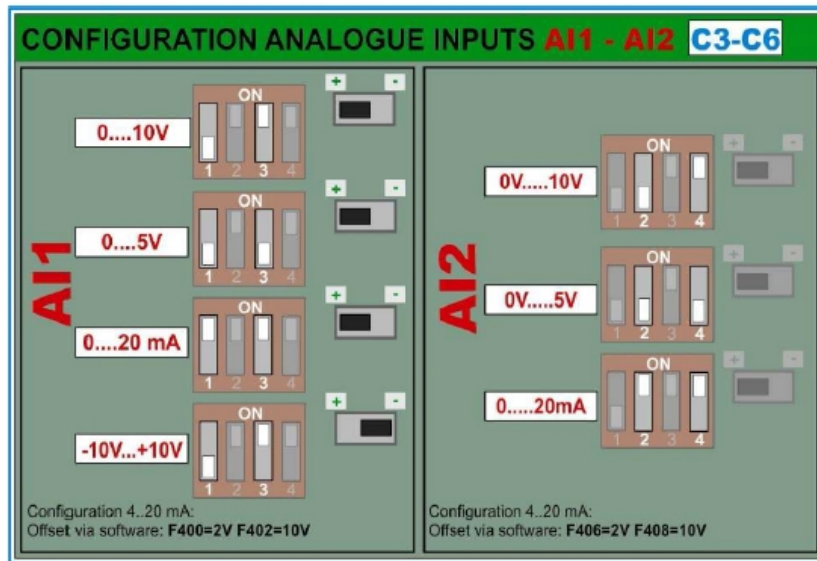 CONFIGURATION ANALOGUE INPUTS AI1 - AI2 C3-C6
AI1
0....10V
ON
1 2 3 4
+ -
0....5V
ON
1 2 3 4
+ -
0....20 mA
ON
1 2 3 4
+ -
-10V...+10V
ON
1 2 3 4
+ -
Configuration 4..20 mA:
Offset via software: F400=2V F402=10V
AI2
0V.....10V
ON
1 2 3 4
+ -
0V.....5V
ON
1 2 3 4
+ -
0.....20mA
ON
1 2 3 4
+ -
Configuration 4..20 mA:
Offset via software: F406=2V F408=10V